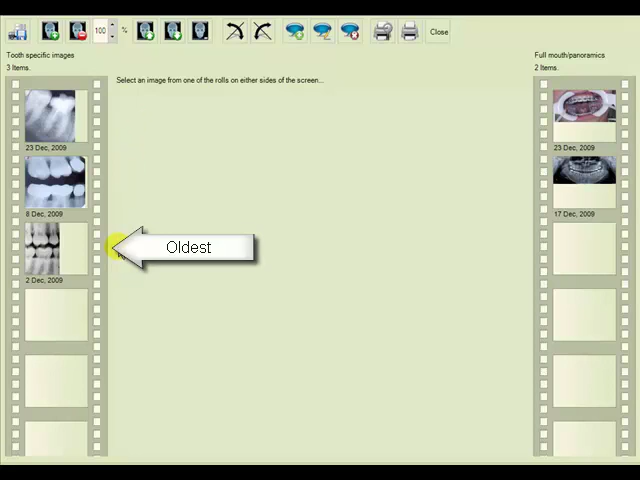 100 % Close
Tooth specific images
3 Items.
Select an image from one of the rolls on either sides of the screen...
Full mouth/panoramics
2 Items.
23 Dec, 2009
8 Dec, 2009
2 Dec, 2009
Oldest
23 Dec, 2009
17 Dec, 2009